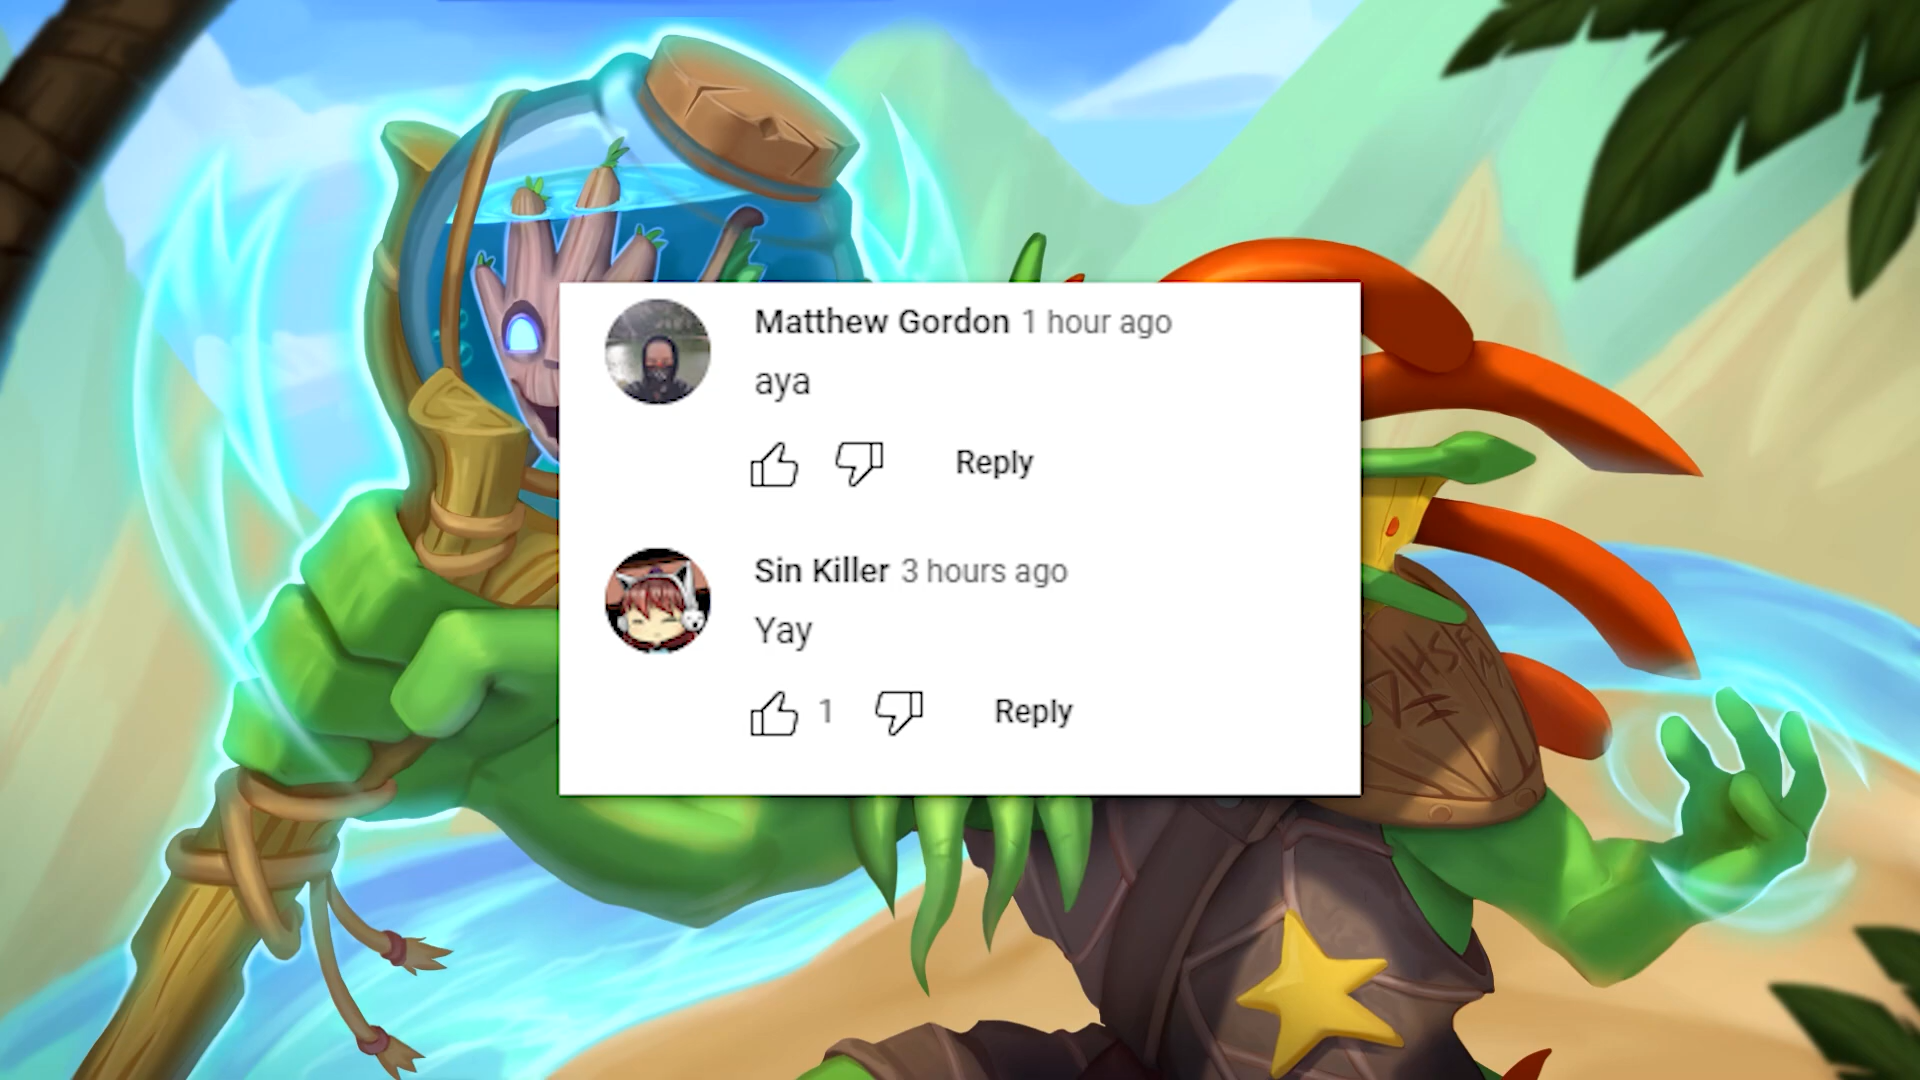 Matthew Gordon 1 hour ago
aya
Reply
Sin Killer 3 hours ago
Yay
1
Reply